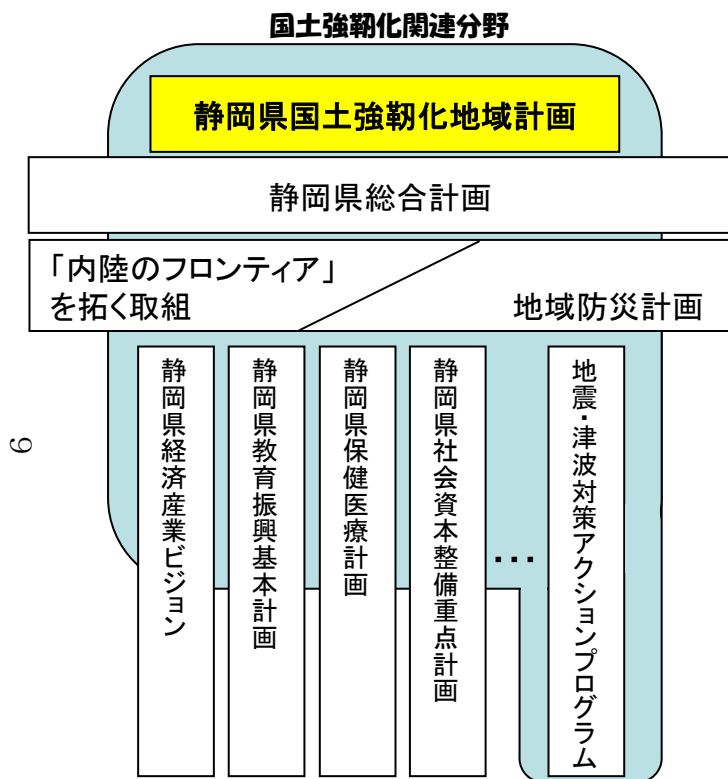 国土強靭化関連分野
静岡県国土強靭化地域計画
静岡県総合計画
「内陸のフロンティア」
を拓く取組
地域防災計画
静岡県経済産業ビジョン
静岡県教育振興基本計画
静岡県保健医療計画
静岡県社会資本整備重点計画
…
地震・津波対策アクションプログラム
6